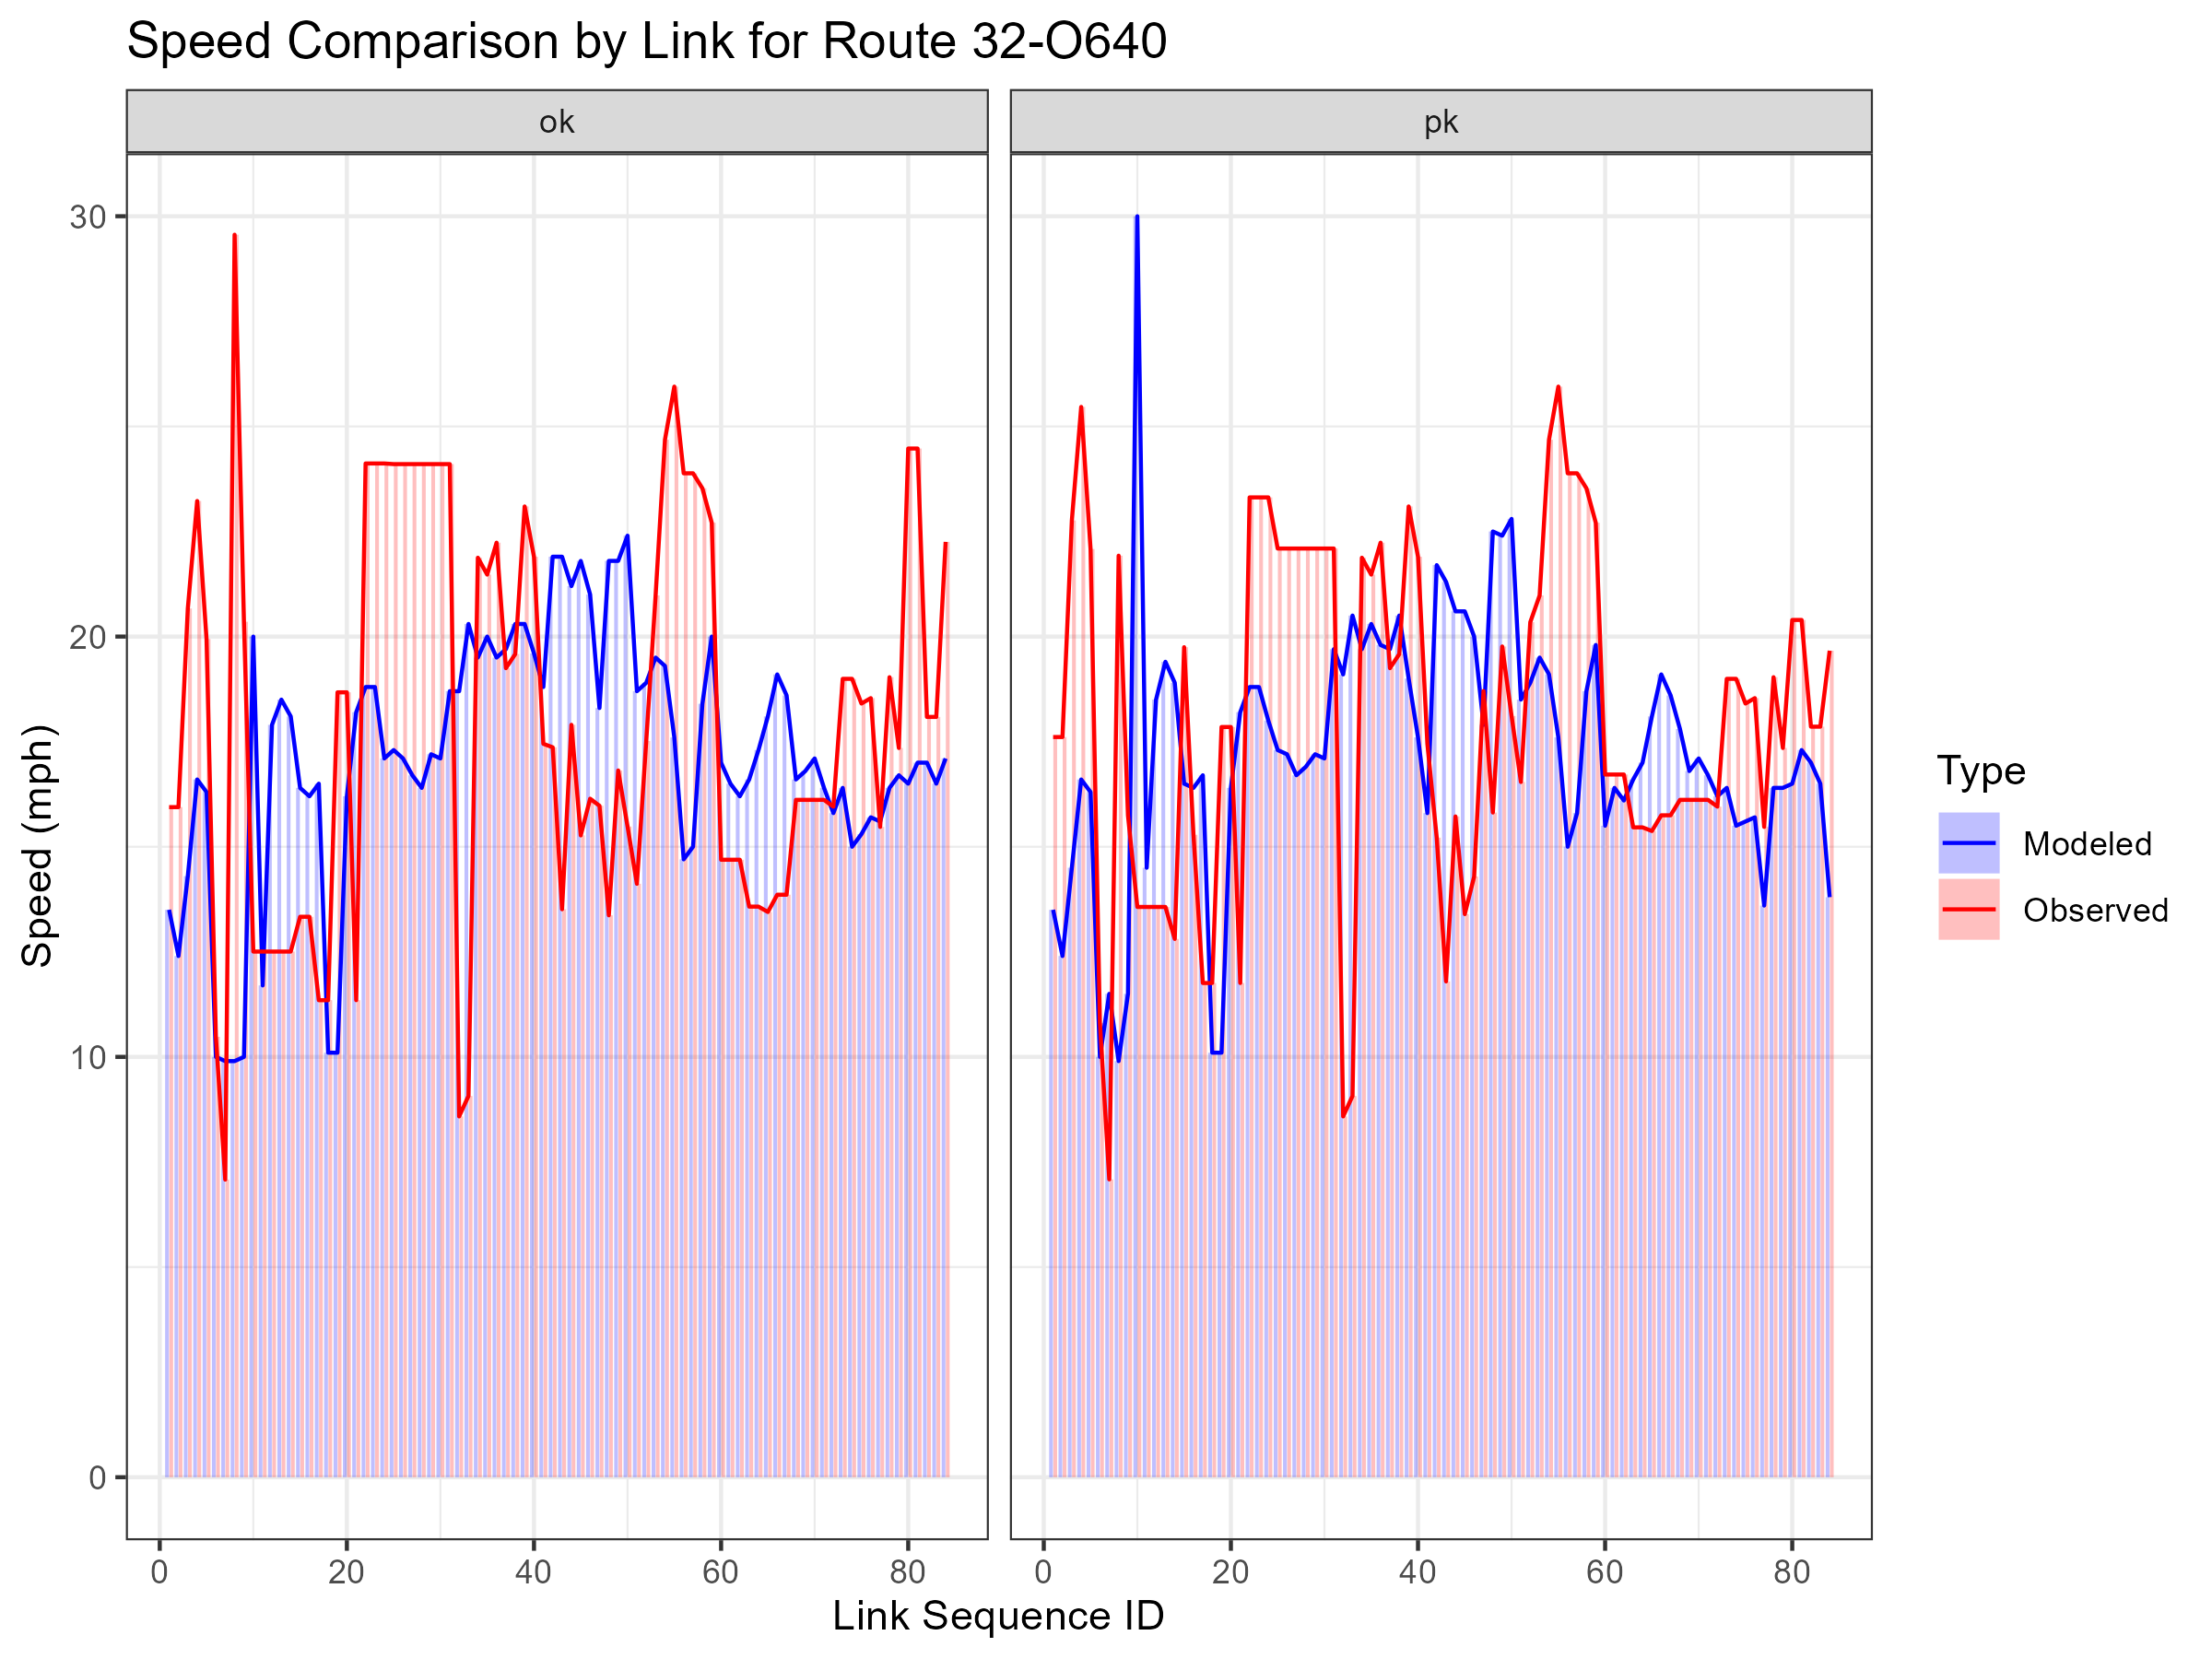 Speed Comparison by Link for Route 32-O640
ok
pk
30
20
10
0
Speed (mph)
0 20 40 60 80
0 20 40 60 80
Link Sequence ID
Type
Modeled
Observed